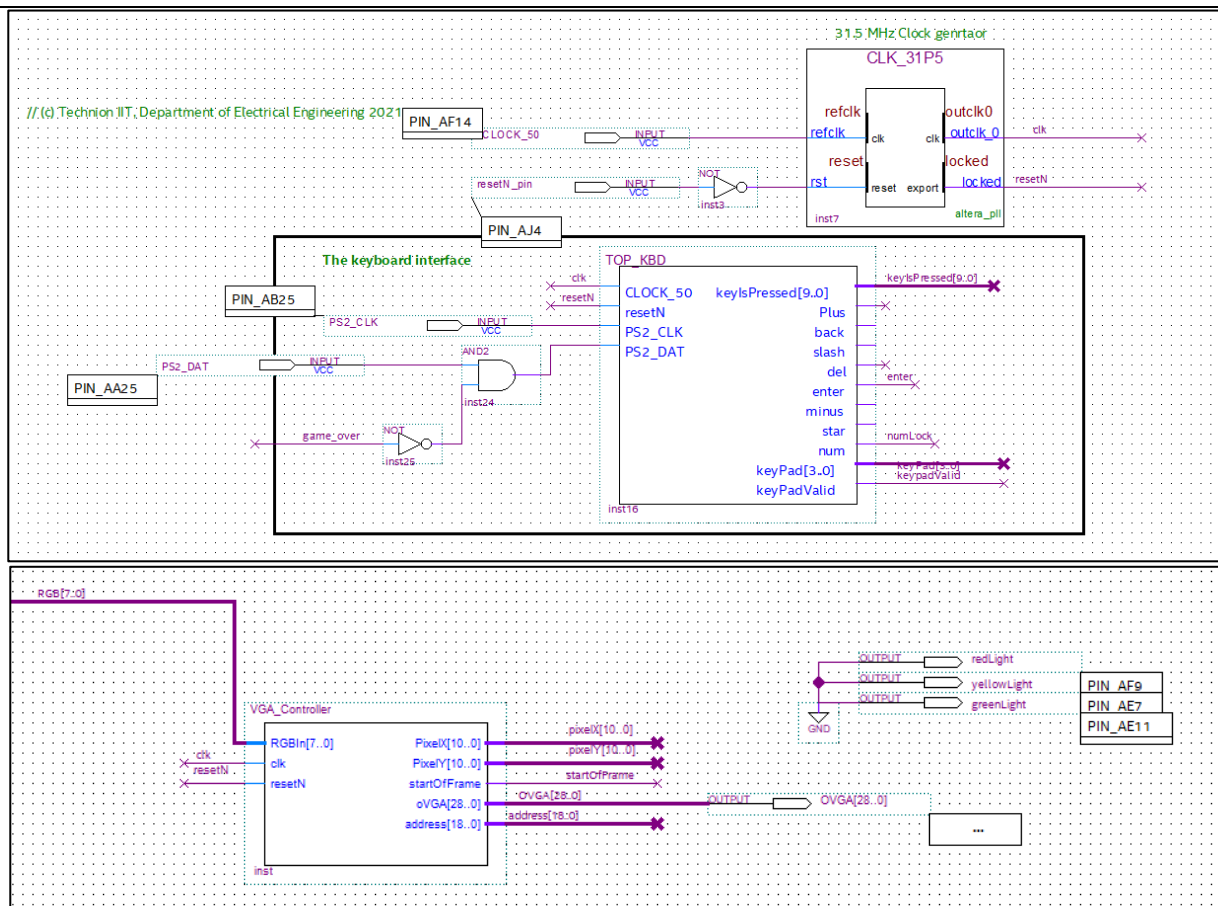 31.5 MHz Clock genrtaor
CLK_31P5
// (c) Technion IIT, Department of Electrical Engineering 2021
PIN_AF14
CLOCK_50
INPUT
VCC
refclk
refclk
clk
outclk0
outclk_0
clk
clk
resetN_pin
INPUT
VCC
NOT
inst3
reset
rst
reset
locked
export
locked
resetN
inst7
altera_pll
PIN_AJ4
The keyboard interface
TOP_KBD
clk
CLOCK_50
keyIsPressed[9..0]
keyIsPressed[9..0]
resetN
resetN
Plus
PIN_AB25
PS2_CLK
INPUT
VCC
PS2_CLK
back
PS2_DAT
slash
AND2
PS2_DAT
INPUT
VCC
del
PIN_AA25
inst24
enter
enter
minus
star
game_over
NOT
inst25
num
numLock
keyPad[3..0]
keyPad[3..0]
keyPadValid
keypadValid
inst16
RGB[7..0]
OUTPUT
redLight
OUTPUT
yellowLight
PIN_AF9
OUTPUT
greenLight
PIN_AE7
PIN_AE11
GND
VGA_Controller
RGBIn[7..0]
PixelX[10..0]
pixelX[10..0]
clk
clk
PixelY[10..0]
pixelY[10..0]
resetN
resetN
startOfFrame
startOfFrame
oVGA[28..0]
OVGA[28..0]
OUTPUT
OVGA[28..0]
address[18..0]
address[18..0]
...
inst